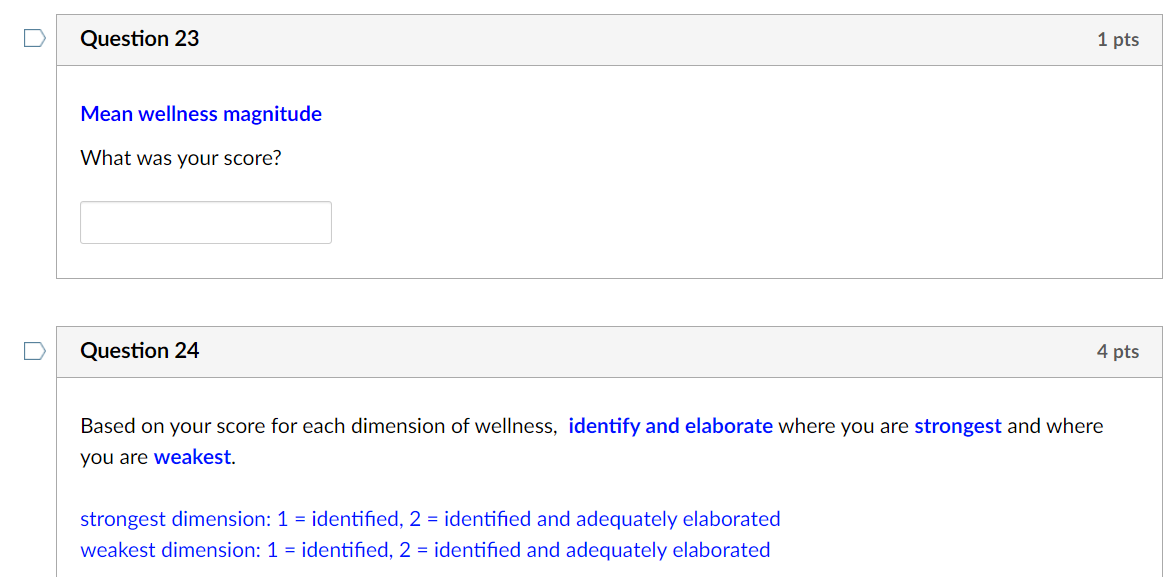 Question 23
1 pts
Mean wellness magnitude
What was your score?
Question 24
4 pts
Based on your score for each dimension of wellness,  identify and elaborate where you are strongest and where
you are weakest.
strongest dimension: 1 = identified, 2 = identified and adequately elaborated
weakest dimension: 1 = identified, 2 = identified and adequately elaborated